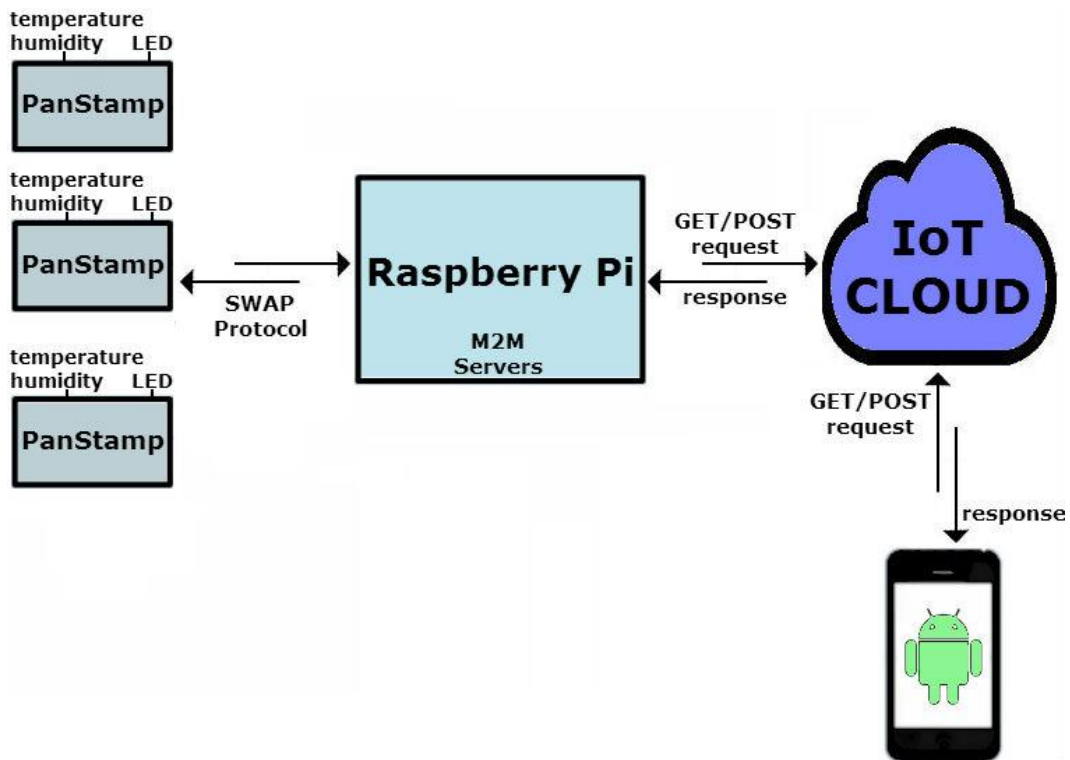 temperature
humidity LED
PanStamp
temperature
humidity LED
PanStamp
SWAP
Protocol
temperature
humidity LED
PanStamp
Raspberry Pi
M2M
Servers
GET/POST
request
response
IoT
CLOUD
GET/POST
request
response